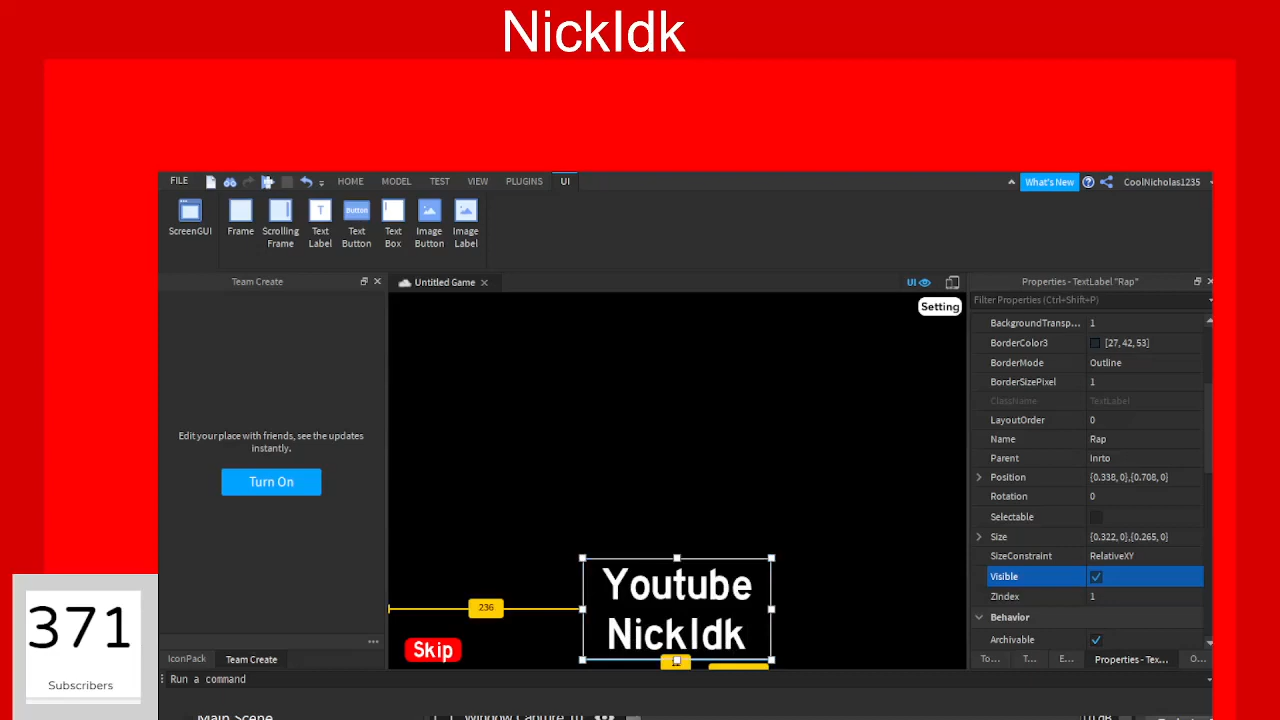 NickIdk
FILE HOME MODEL TEST VIEW PLUGINS UI What's New CoolNicholas1235
ScreenGUI Frame Scrolling Frame Text Label Text Button Text Box Image Button Image Label
Team Create
Untitled Game
UI
Properties - TextLabel "Rap"
Filter Properties (Ctrl+Shift+P)
Setting
BackgroundTransp... 1
BorderColor3 [27, 42, 53]
BorderMode Outline
BorderSizePixel 1
ClassName TextLabel
LayoutOrder 0
Name Rap
Parent Inrto
Position {0.338, 0},{0.708, 0}
Rotation 0
Selectable
Size {0.322, 0},{0.265, 0}
SizeConstraint RelativeXY
Visible
ZIndex 1
Behavior
Archivable
Edit your place with friends, see the updates
instantly.
Turn On
236
Youtube
NickIdk
Skip
371
Subscribers
IconPack Team Create
To... T... E... Properties - Tex... O...
Run a command
Main Scene